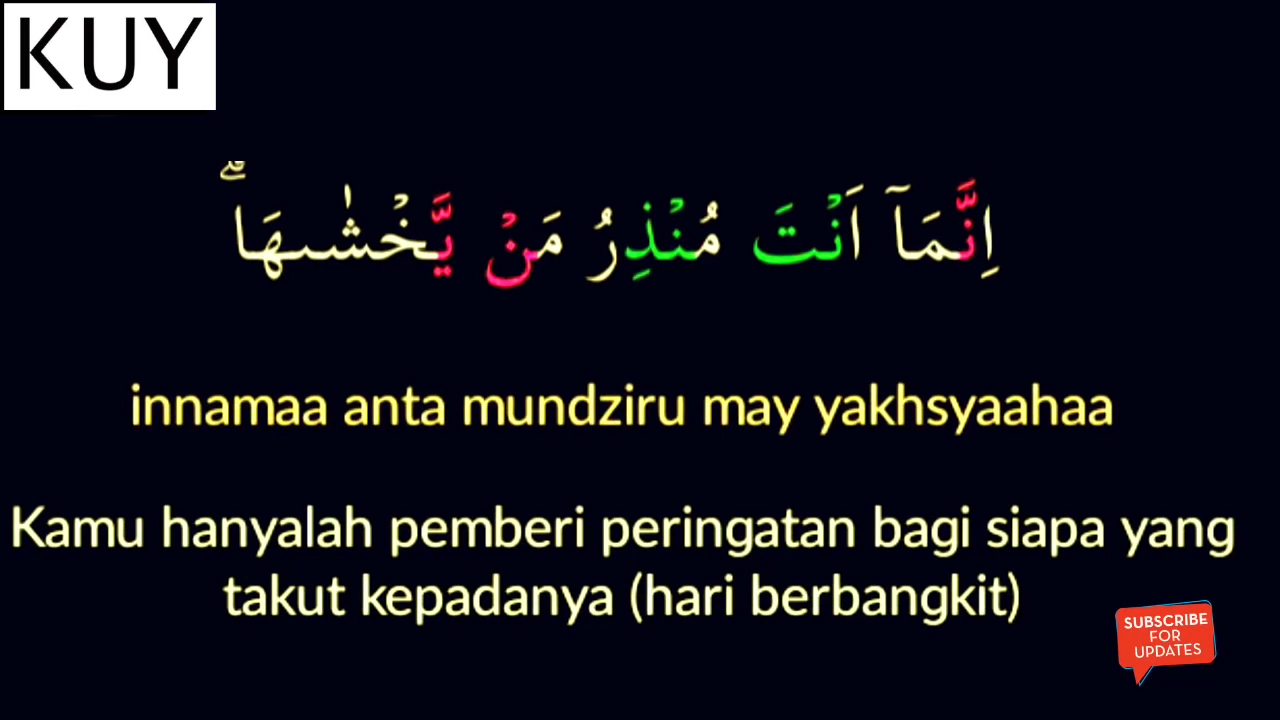 KUY
اِنَّمَآ اَنْتَ مُنْذِرُ مَنْ يَّخْشٰىهَاۗ
innamaa anta mundziru may yakhsyaahaa
Kamu hanyalah pemberi peringatan bagi siapa yang
takut kepadanya (hari berbangkit)
SUBSCRIBE
FOR
UPDATES